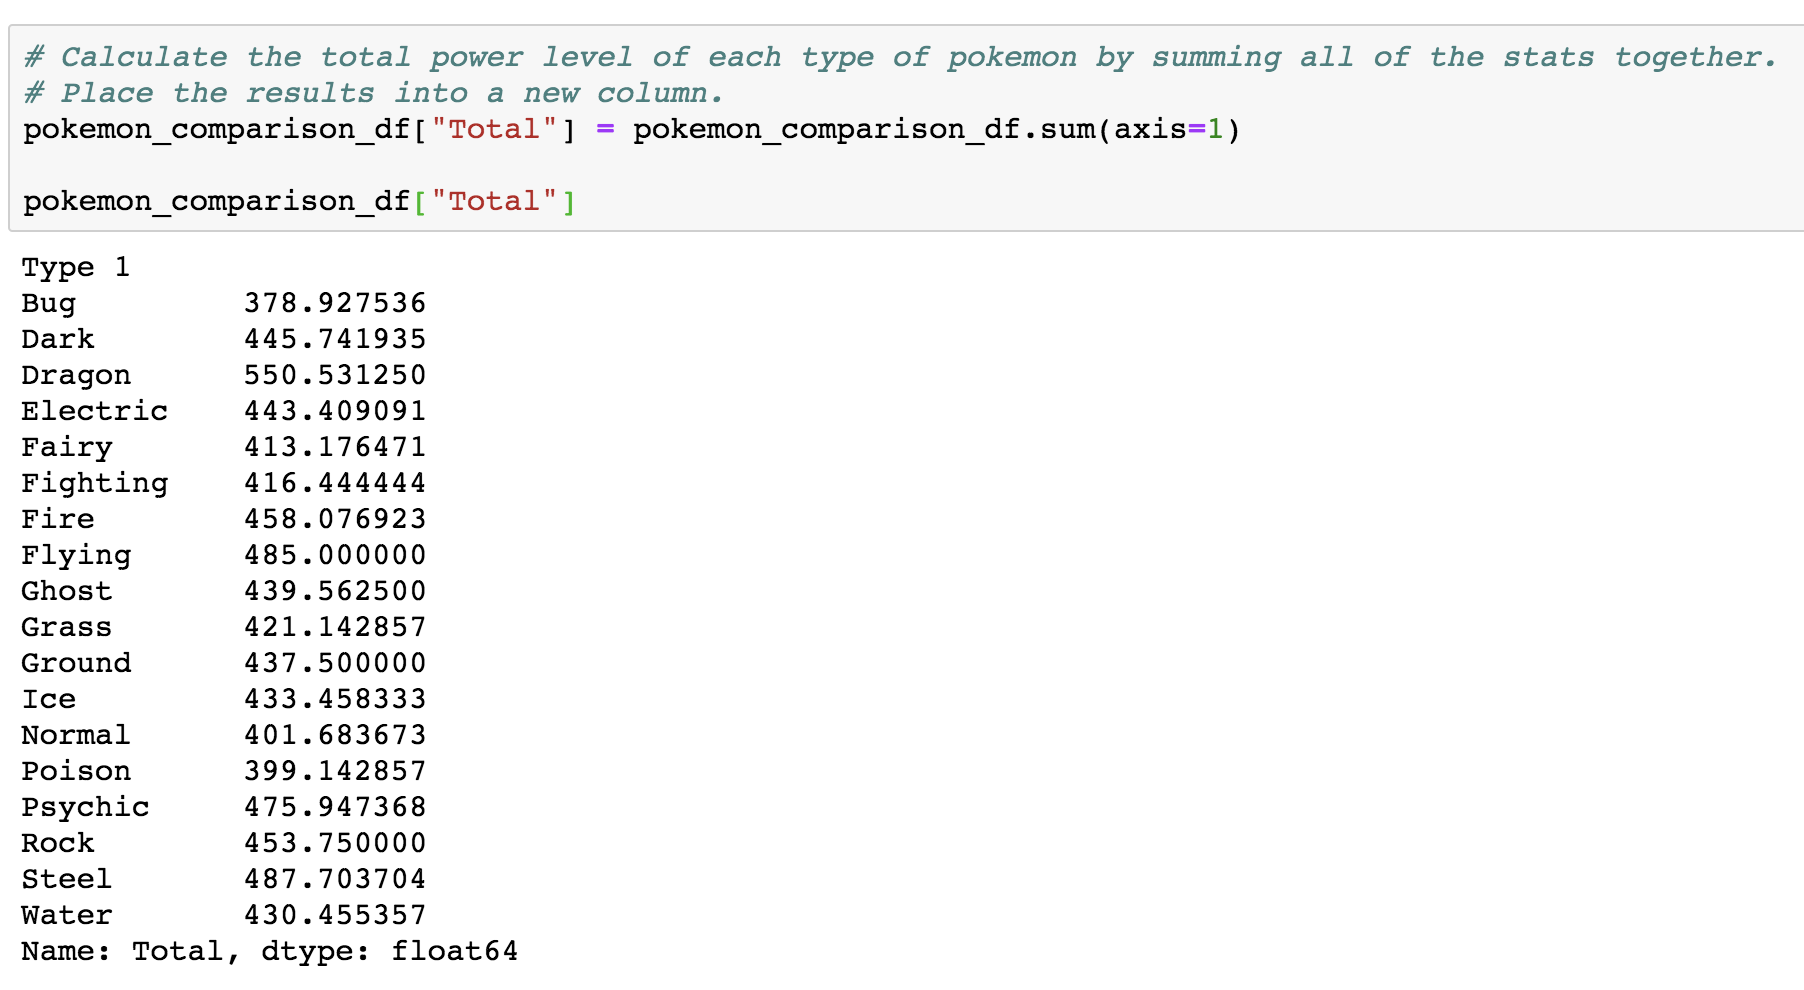 # Calculate the total power level of each type of pokemon by summing all of the stats together.
# Place the results into a new column.
pokemon_comparison_df["Total"] = pokemon_comparison_df.sum(axis=1)
pokemon_comparison_df["Total"]
Type 1
Bug 378.927536
Dark 445.741935
Dragon 550.531250
Electric 443.409091
Fairy 413.176471
Fighting 416.444444
Fire 458.076923
Flying 485.000000
Ghost 439.562500
Grass 421.142857
Ground 437.500000
Ice 433.458333
Normal 401.683673
Poison 399.142857
Psychic 475.947368
Rock 453.750000
Steel 487.703704
Water 430.455357
Name: Total, dtype: float64